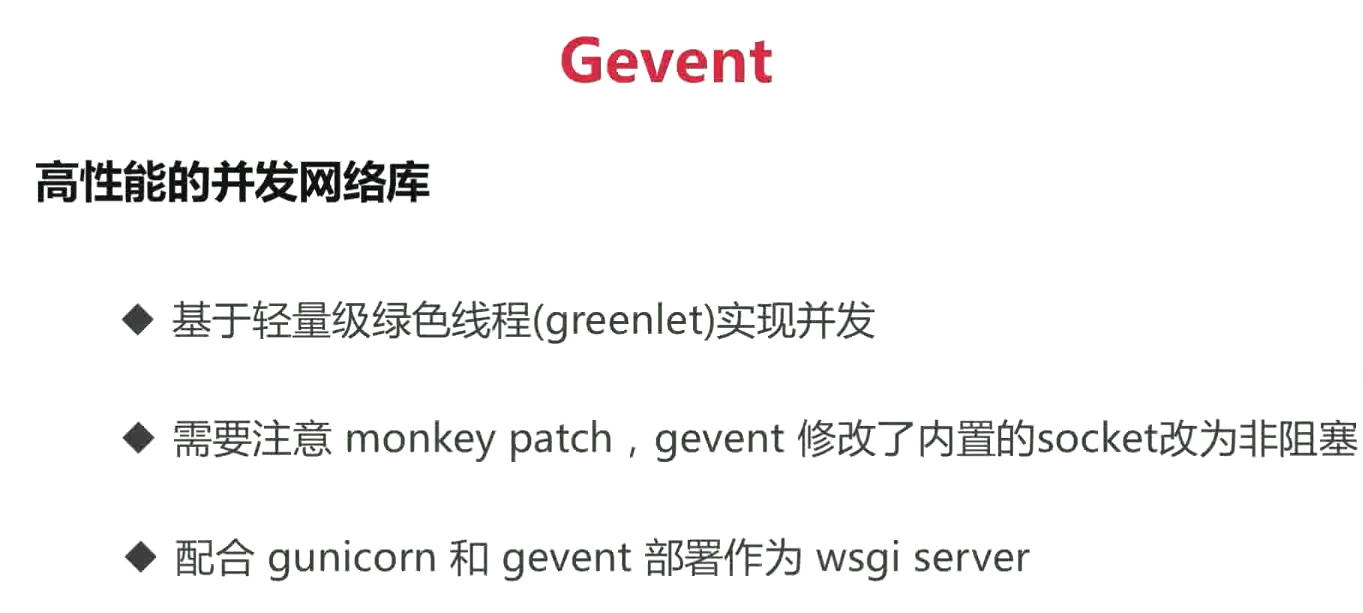 Gevent
高性能的并发网络库
◆ 基于轻量级绿色线程(greenlet)实现并发
◆ 需要注意 monkey patch，gevent 修改了内置的socket改为非阻塞
◆ 配合 gunicorn 和 gevent 部署作为 wsgi server